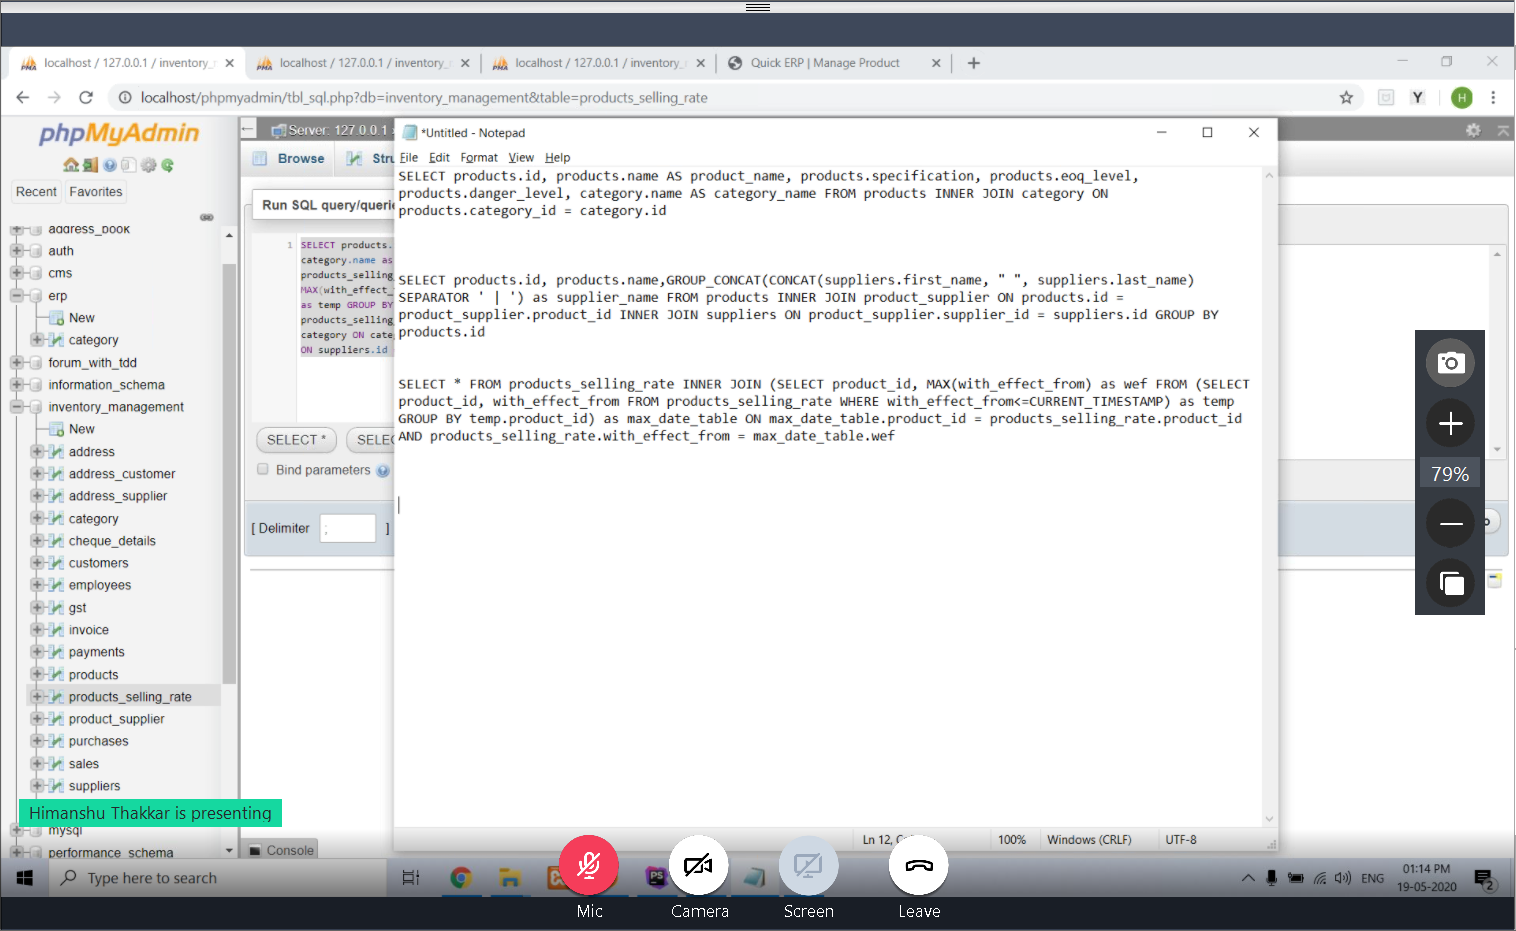 localhost / 127.0.0.1 / inventory_
localhost / 127.0.0.1 / inventory_
localhost / 127.0.0.1 / inventory_
Quick ERP | Manage Product
localhost/phpmyadmin/tbl_sql.php?db=inventory_management&table=products_selling_rate
Y
H
phpMyAdmin
Recent
Favorites
address_book
auth
cms
erp
New
category
forum_with_tdd
information_schema
inventory_management
New
address
address_customer
address_supplier
category
cheque_details
customers
employees
gst
invoice
payments
products
products_selling_rate
product_supplier
purchases
sales
suppliers
Himanshu Thakkar is presenting
mysql
performance_schema
Server: 127.0.0.1
Browse
Stru
Run SQL query/querie
1
SELECT products.
category.name as
products_selling_
MAX(with_effect_
as temp GROUP BY
products_selling_
category ON cate
ON suppliers.id
SELECT *
SELEC
Bind parameters
[ Delimiter
;
]
Console
*Untitled - Notepad
File Edit Format View Help
SELECT products.id, products.name AS product_name, products.specification, products.eoq_level,
products.danger_level, category.name AS category_name FROM products INNER JOIN category ON
products.category_id = category.id
SELECT products.id, products.name,GROUP_CONCAT(CONCAT(suppliers.first_name, " ", suppliers.last_name)
SEPARATOR ' | ') as supplier_name FROM products INNER JOIN product_supplier ON products.id =
product_supplier.product_id INNER JOIN suppliers ON product_supplier.supplier_id = suppliers.id GROUP BY
products.id
SELECT * FROM products_selling_rate INNER JOIN (SELECT product_id, MAX(with_effect_from) as wef FROM (SELECT
product_id, with_effect_from FROM products_selling_rate WHERE with_effect_from<=CURRENT_TIMESTAMP) as temp
GROUP BY temp.product_id) as max_date_table ON max_date_table.product_id = products_selling_rate.product_id
AND products_selling_rate.with_effect_from = max_date_table.wef
Ln 12, C
100%
Windows (CRLF)
UTF-8
79%
Type here to search
PS
ENG
01:14 PM
19-05-2020
2
Mic
Camera
Screen
Leave